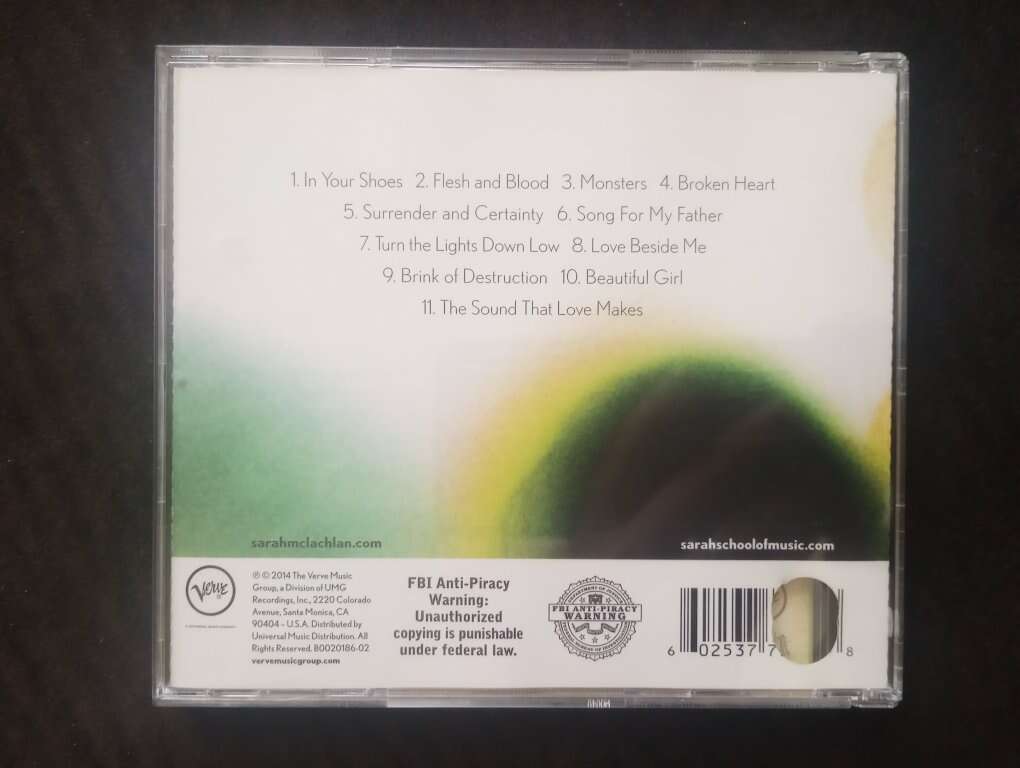 1. In Your Shoes 2. Flesh and Blood 3. Monsters 4. Broken Heart
5. Surrender and Certainty 6. Song For My Father
7. Turn the Lights Down Low 8. Love Beside Me
9. Brink of Destruction 10. Beautiful Girl
11. The Sound That Love Makes
sarahmclachlan.com
sarahschoolofmusic.com
verve
℗ © 2014 The Verve Music
Group, a Division of UMG
Recordings, Inc., 2220 Colorado
Avenue, Santa Monica, CA
90404 – U.S.A. Distributed by
Universal Music Distribution. All
Rights Reserved. B0020186-02
vervemusicgroup.com
FBI Anti-Piracy
Warning:
Unauthorized
copying is punishable
under federal law.
FBI ANTI-PIRACY
WARNING
6 02537 7 8